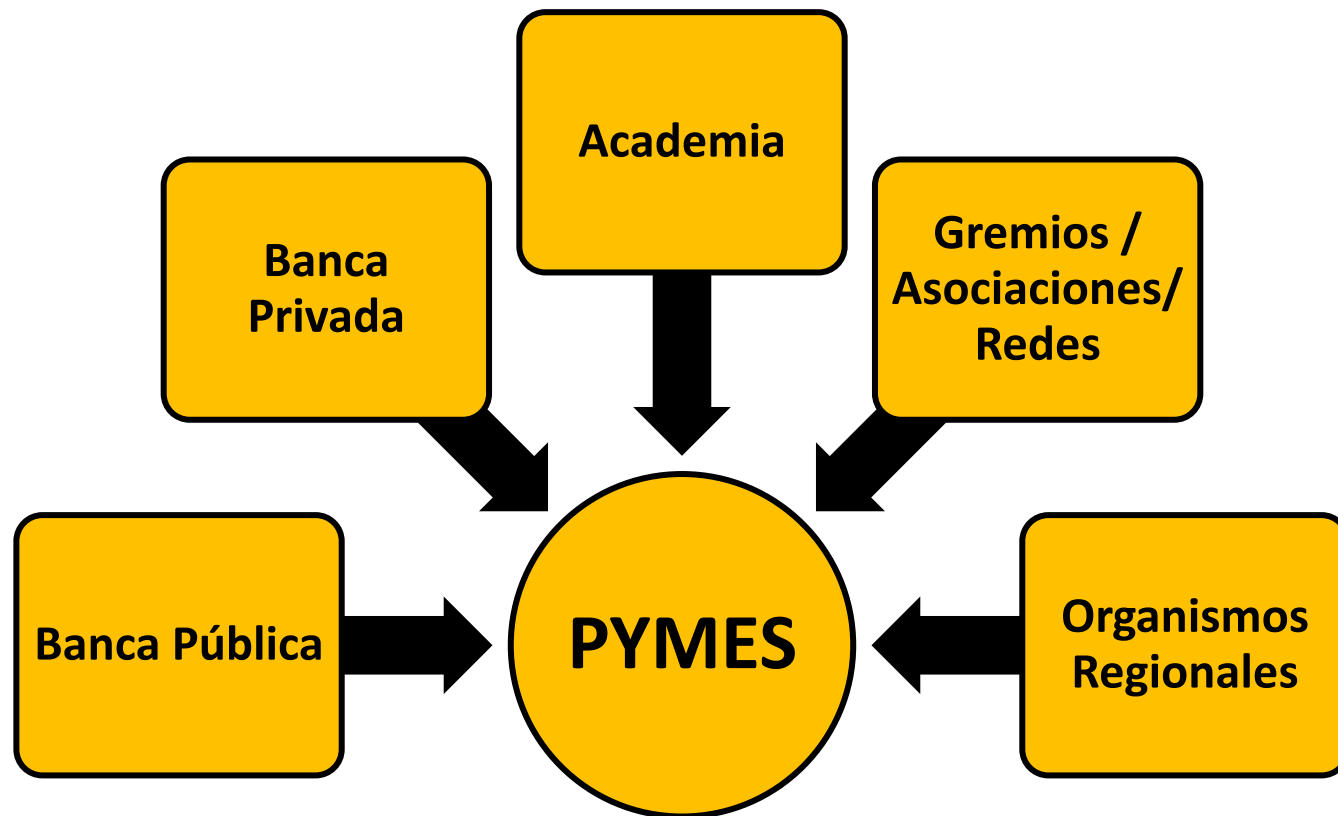 Academia
Banca
Privada
Gremios /
Asociaciones/
Redes
Banca Pública
PYMES
Organismos
Regionales